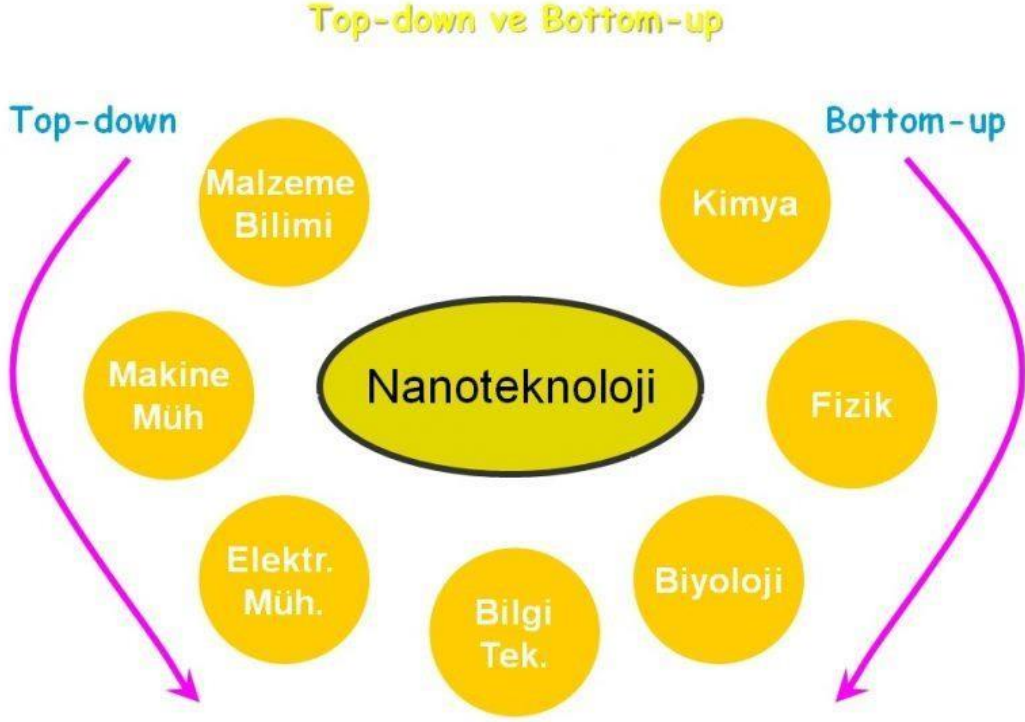 Top-down ve Bottom-up
Top-down
Bottom-up
Malzeme
Bilimi
Kimya
Makine
Müh
Nanoteknoloji
Fizik
Elektr.
Müh.
Bilgi
Tek.
Biyoloji